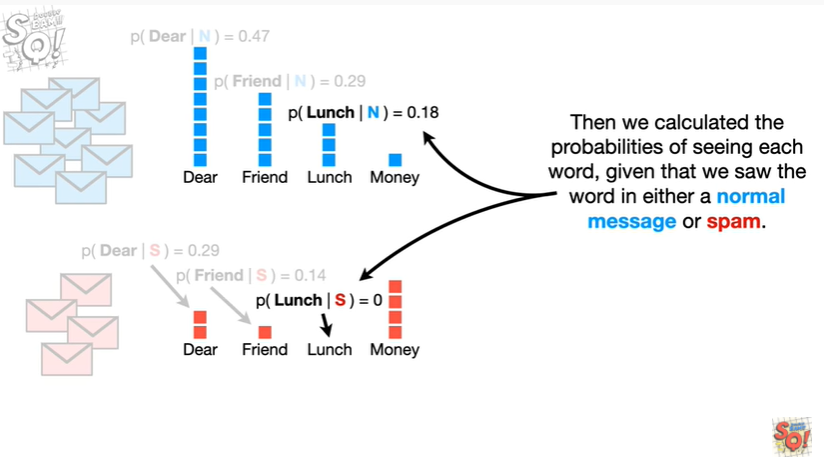 p( Dear | N ) = 0.47
p( Friend | N ) = 0.29
p( Lunch | N ) = 0.18
Dear Friend Lunch Money
Then we calculated the
probabilities of seeing each
word, given that we saw the
word in either a normal
message or spam.
p( Dear | S ) = 0.29
p( Friend | S ) = 0.14
p( Lunch | S ) = 0
Dear Friend Lunch Money
SQ!